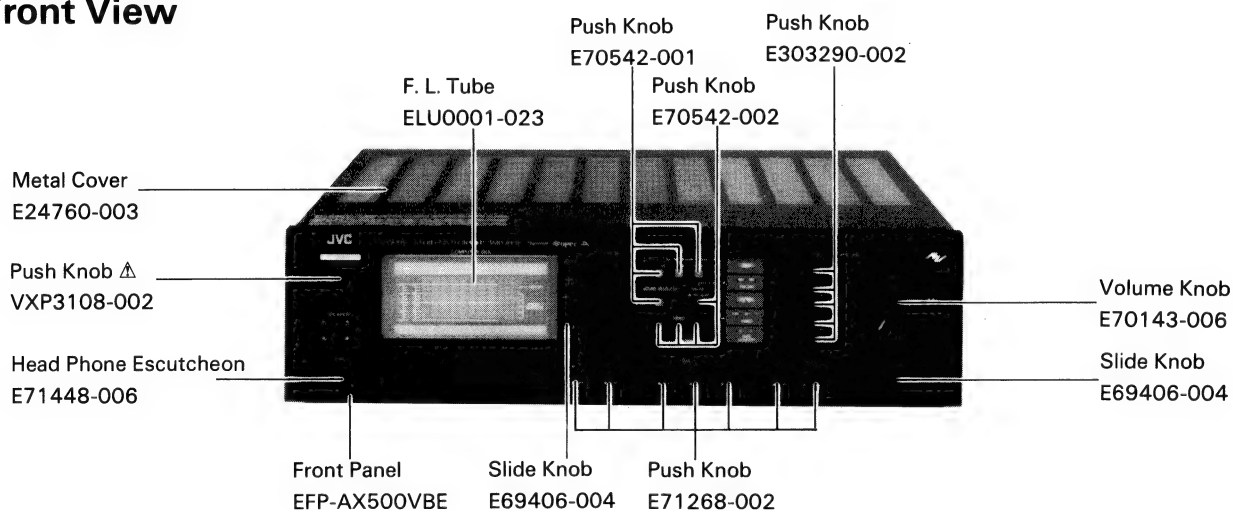 Front View
Push Knob
E70542-001
Push Knob
E303290-002
F. L. Tube
ELU0001-023
Push Knob
E70542-002
Metal Cover
E24760-003
JVC
Push Knob ⚠
VXP3108-002
Volume Knob
E70143-006
Head Phone Escutcheon
E71448-006
Slide Knob
E69406-004
Front Panel
EFP-AX500VBE
Slide Knob
E69406-004
Push Knob
E71268-002